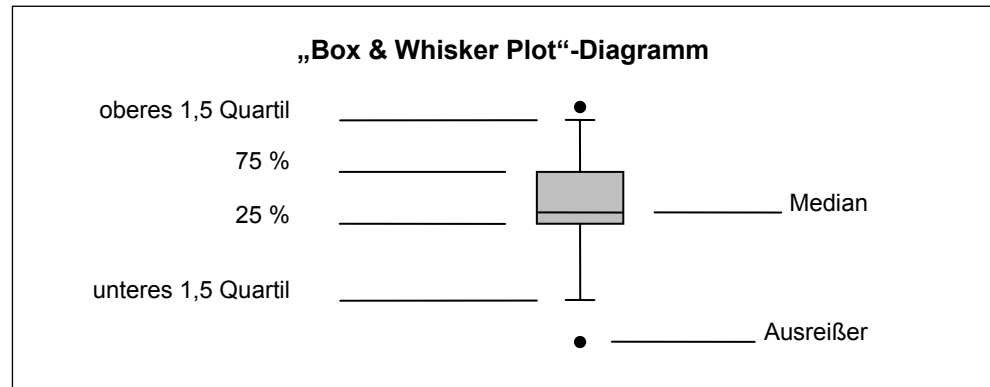 „Box & Whisker Plot“-Diagramm
oberes 1,5 Quartil
75 %
25 %
Median
unteres 1,5 Quartil
Ausreißer